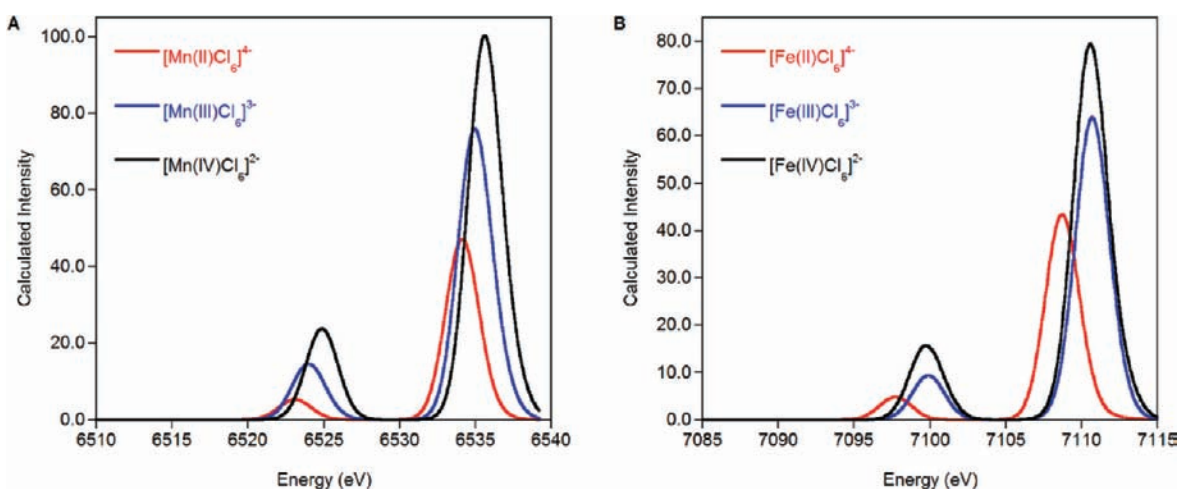 A
100.0
80.0
60.0
40.0
20.0
0.0
6510 6515 6520 6525 6530 6535 6540
Energy (eV)
Calculated Intensity
[Mn(II)Cl₆]⁴⁻
[Mn(III)Cl₆]³⁻
[Mn(IV)Cl₆]²⁻
B
80.0
70.0
60.0
50.0
40.0
30.0
20.0
10.0
0.0
7085 7090 7095 7100 7105 7110 7115
Energy (eV)
Calculated Intensity
[Fe(II)Cl₆]⁴⁻
[Fe(III)Cl₆]³⁻
[Fe(IV)Cl₆]²⁻